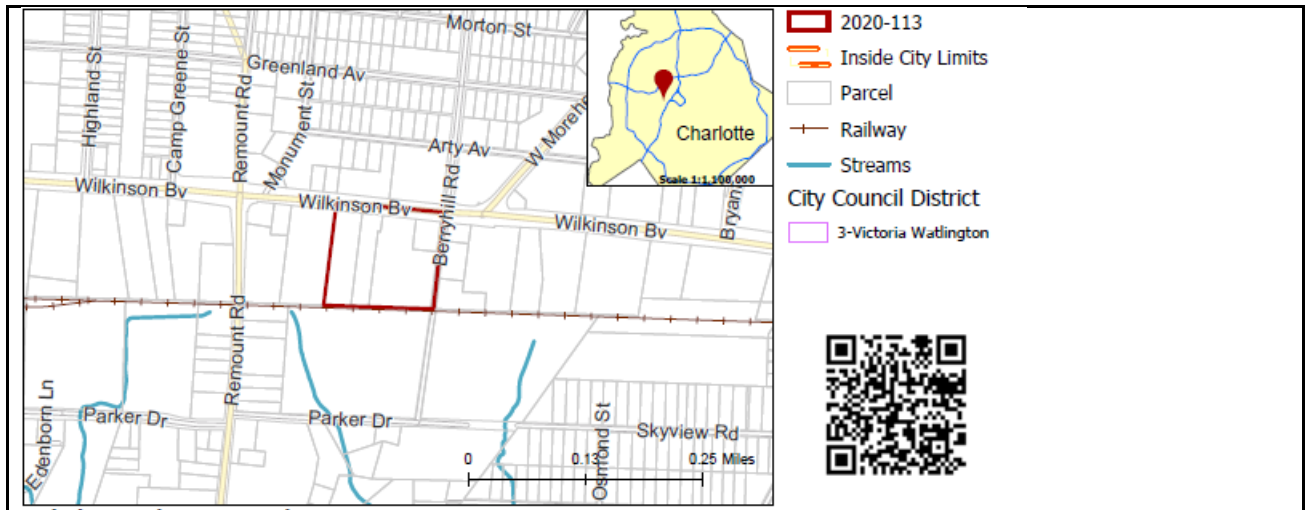 Morton St
Greenland Av
Highland St
Camp Greene St
Remount Rd
Monument St
Arty Av
W Morehe
Charlotte
Scale 1:1,100,000
Wilkinson Bv
Wilkinson Bv
Berryhill Rd
Wilkinson Bv
Bryan
Remount Rd
Edenborn Ln
Parker Dr
Parker Dr
Osmond St
Skyview Rd
0
0.13
0.25 Miles
2020-113
Inside City Limits
Parcel
Railway
Streams
City Council District
3-Victoria Watlington